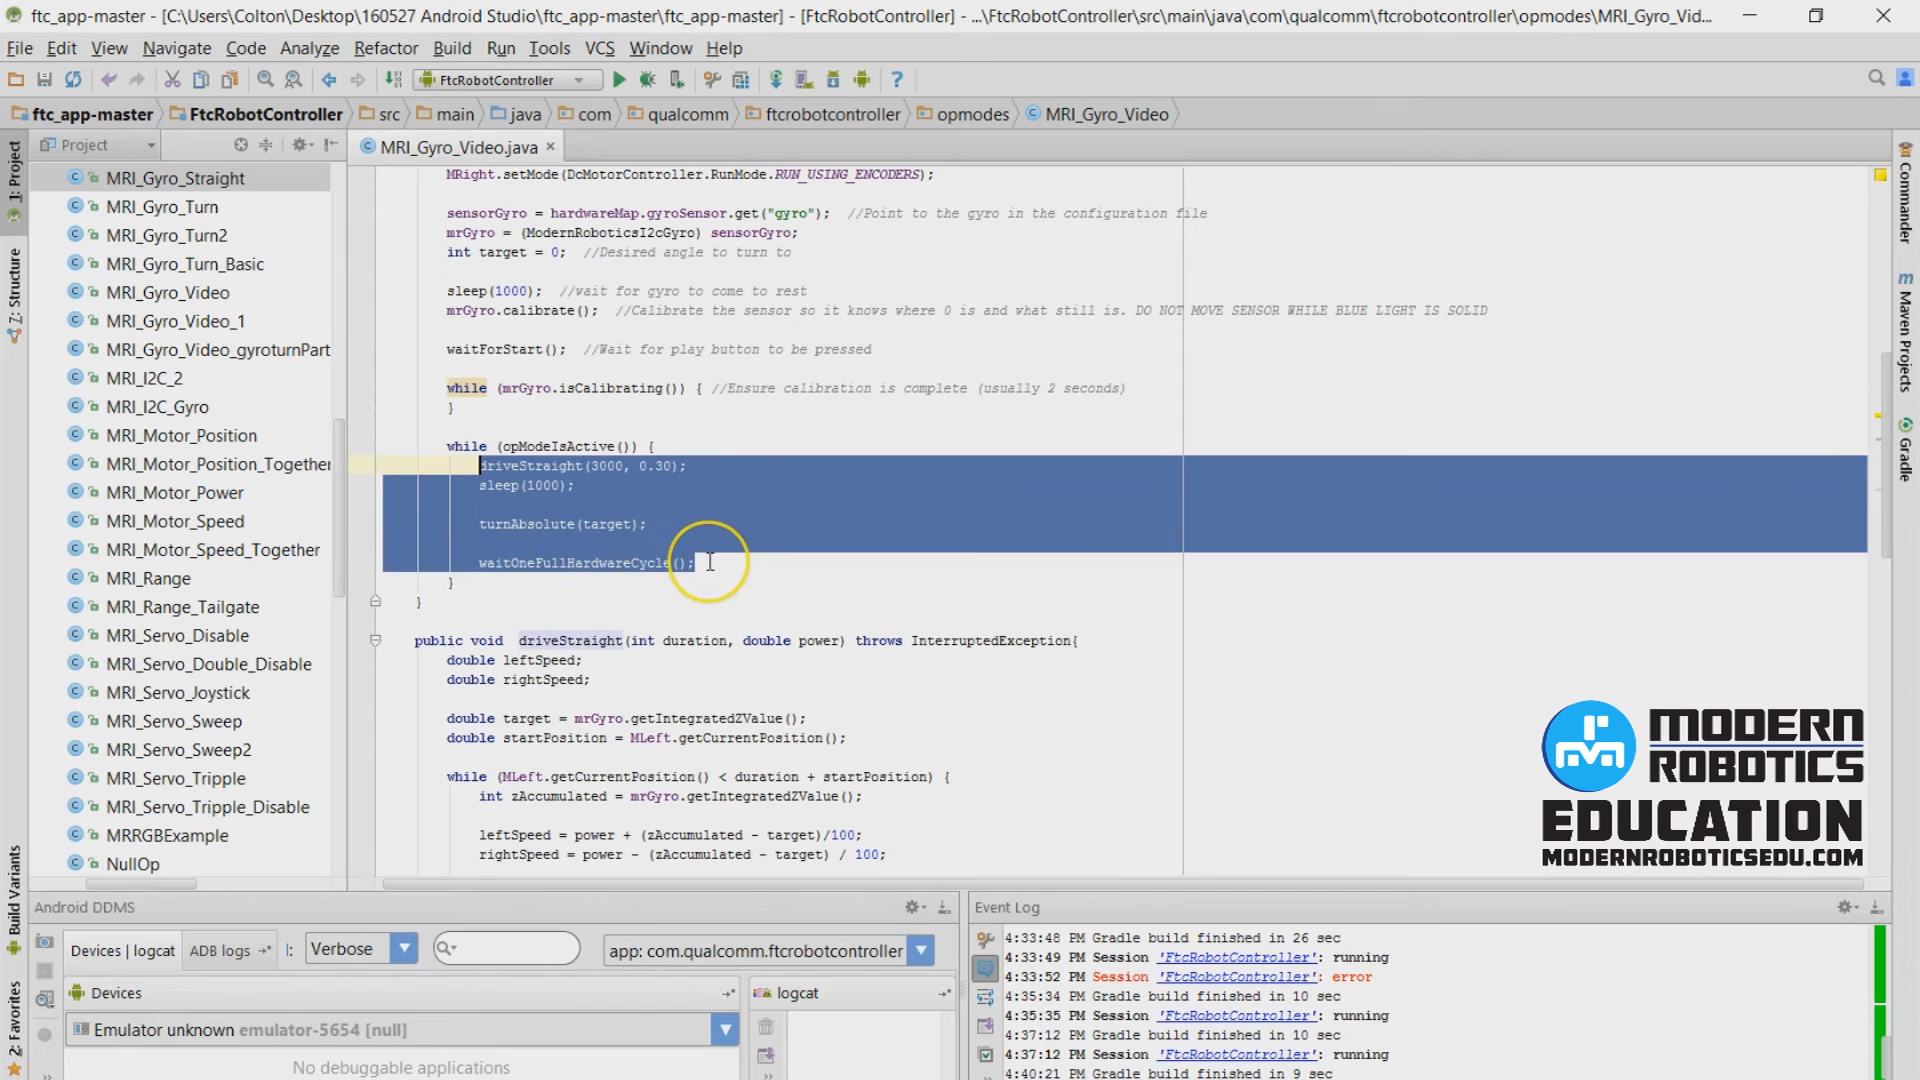 ftc_app-master - [C:\Users\Colton\Desktop\160527 Android Studio\ftc_app-master\ftc_app-master] - [FtcRobotController] - ...\FtcRobotController\src\main\java\com\qualcomm\ftcrobotcontroller\opmodes\MRI_Gyro_Vid...
File Edit View Navigate Code Analyze Refactor Build Run Tools VCS Window Help
FtcRobotController
ftc_app-master FtcRobotController src main java com qualcomm ftcrobotcontroller opmodes MRI_Gyro_Video
Project
MRI_Gyro_Video.java
1: Project
Z: Structure
Build Variants
2: Favorites
MRI_Gyro_Straight
MRI_Gyro_Turn
MRI_Gyro_Turn2
MRI_Gyro_Turn_Basic
MRI_Gyro_Video
MRI_Gyro_Video_1
MRI_Gyro_Video_gyroturnPart
MRI_I2C_2
MRI_I2C_Gyro
MRI_Motor_Position
MRI_Motor_Position_Together
MRI_Motor_Power
MRI_Motor_Speed
MRI_Motor_Speed_Together
MRI_Range
MRI_Range_Tailgate
MRI_Servo_Disable
MRI_Servo_Double_Disable
MRI_Servo_Joystick
MRI_Servo_Sweep
MRI_Servo_Sweep2
MRI_Servo_Tripple
MRI_Servo_Tripple_Disable
MRRGBExample
NullOp
MRight.setMode(DcMotorController.RunMode.RUN_USING_ENCODERS);
sensorGyro = hardwareMap.gyroSensor.get("gyro"); //Point to the gyro in the configuration file
mrGyro = (ModernRoboticsI2cGyro) sensorGyro;
int target = 0; //Desired angle to turn to
sleep(1000); //wait for gyro to come to rest
mrGyro.calibrate(); //Calibrate the sensor so it knows where 0 is and what still is. DO NOT MOVE SENSOR WHILE BLUE LIGHT IS SOLID
waitForStart(); //Wait for play button to be pressed
while (mrGyro.isCalibrating()) { //Ensure calibration is complete (usually 2 seconds)
}
while (opModeIsActive()) {
driveStraight(3000, 0.30);
sleep(1000);
turnAbsolute(target);
waitOneFullHardwareCycle();
}
}
public void driveStraight(int duration, double power) throws InterruptedException{
double leftSpeed;
double rightSpeed;
double target = mrGyro.getIntegratedZValue();
double startPosition = MLeft.getCurrentPosition();
while (MLeft.getCurrentPosition() < duration + startPosition) {
int zAccumulated = mrGyro.getIntegratedZValue();
leftSpeed = power + (zAccumulated - target)/100;
rightSpeed = power - (zAccumulated - target) / 100;
Commander
Maven Projects
Gradle
MODERN
ROBOTICS
EDUCATION
MODERNROBOTICSEDU.COM
Android DDMS
Devices | logcat ADB logs l: Verbose app: com.qualcomm.ftcrobotcontroller
Devices
logcat
Emulator unknown emulator-5654 [null]
No debuggable applications
Event Log
4:33:48 PM Gradle build finished in 26 sec
4:33:49 PM Session 'FtcRobotController': running
4:33:52 PM Session 'FtcRobotController': error
4:35:34 PM Gradle build finished in 10 sec
4:35:35 PM Session 'FtcRobotController': running
4:37:12 PM Gradle build finished in 10 sec
4:37:12 PM Session 'FtcRobotController': running
4:40:21 PM Gradle build finished in 9 sec